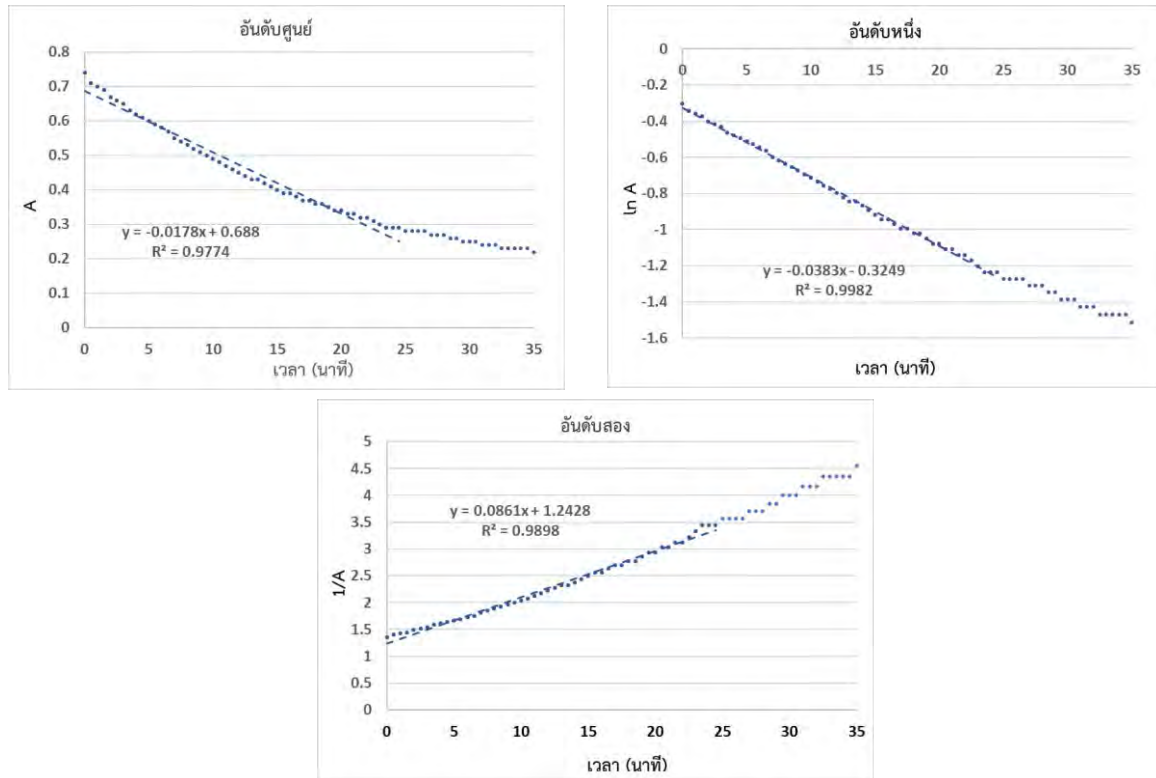 อันดับศูนย์
0.8
0.7
0.6
0.5
0.4
0.3
0.2
0.1
0
A
y = -0.0178x + 0.688
R² = 0.9774
0 5 10 15 20 25 30 35
เวลา (นาที)
อันดับหนึ่ง
0
0 5 10 15 20 25 30 35
-0.2
-0.4
-0.6
-0.8
-1
-1.2
-1.4
-1.6
ln A
y = -0.0383x - 0.3249
R² = 0.9982
เวลา (นาที)
อันดับสอง
5
4.5
4
3.5
3
2.5
2
1.5
1
0.5
0
1/A
y = 0.0861x + 1.2428
R² = 0.9898
0 5 10 15 20 25 30 35
เวลา (นาที)